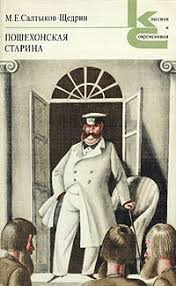 М.Е.Салтыков-Щедрин
ПОШЕХОНСКАЯ
СТАРИНА
Классики
и
современники